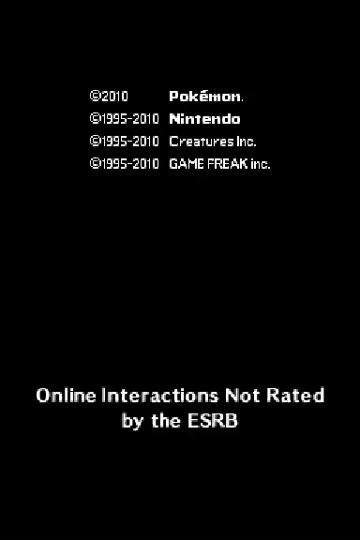 ©2010 Pokémon.
©1995-2010 Nintendo
©1995-2010 Creatures Inc.
©1995-2010 GAME FREAK inc.
Online Interactions Not Rated
by the ESRB